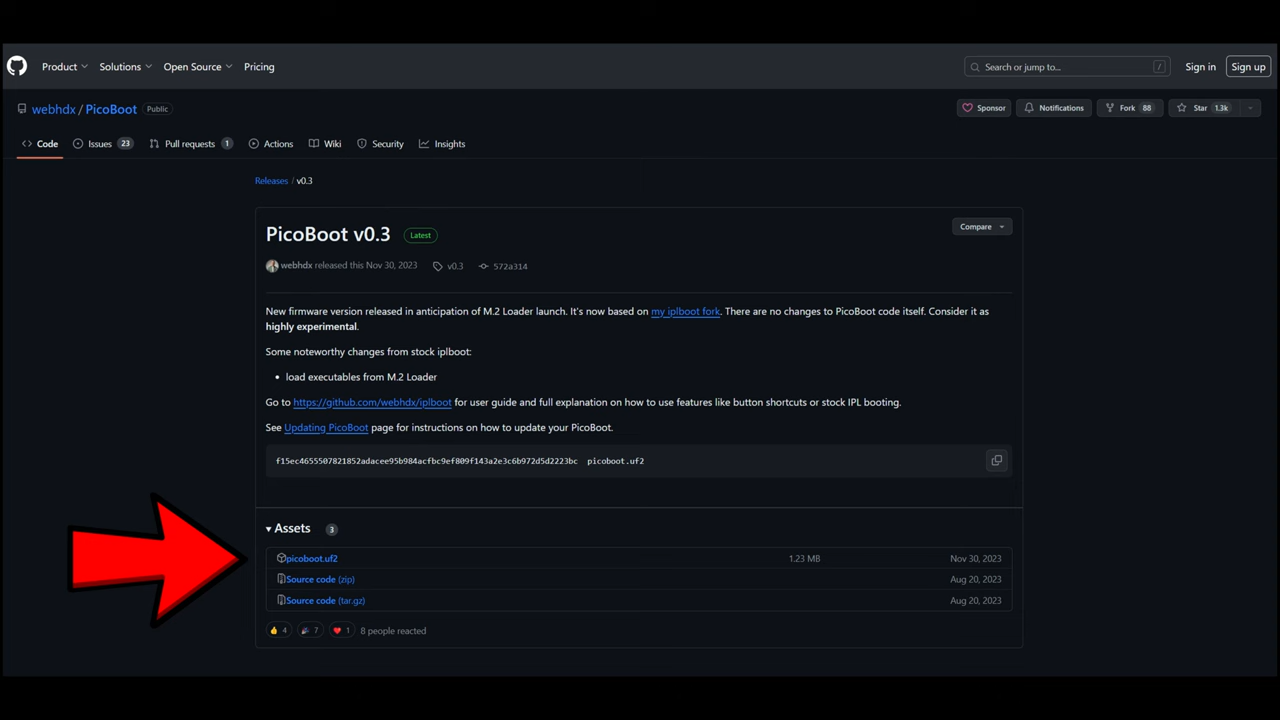 Product Solutions Open Source Pricing Search or jump to... / Sign in Sign up
webhdx / PicoBoot Public Sponsor Notifications Fork 88 Star 1.3k
Code Issues 23 Pull requests 1 Actions Wiki Security Insights
Releases / v0.3
PicoBoot v0.3 Latest Compare
webhdx released this Nov 30, 2023 v0.3 572a314
New firmware version released in anticipation of M.2 Loader launch. It's now based on my iplboot fork. There are no changes to PicoBoot code itself. Consider it as
highly experimental.
Some noteworthy changes from stock iplboot:
• load executables from M.2 Loader
Go to https://github.com/webhdx/iplboot for user guide and full explanation on how to use features like button shortcuts or stock IPL booting.
See Updating PicoBoot page for instructions on how to update your PicoBoot.
f15ec4655507821852adacee95b984acfbc9ef809f143a2e3c6b972d5d2223bc picoboot.uf2
Assets 3
picoboot.uf2 1.23 MB Nov 30, 2023
Source code (zip) Aug 20, 2023
Source code (tar.gz) Aug 20, 2023
👍 4 🎉 7 ❤️ 1 8 people reacted